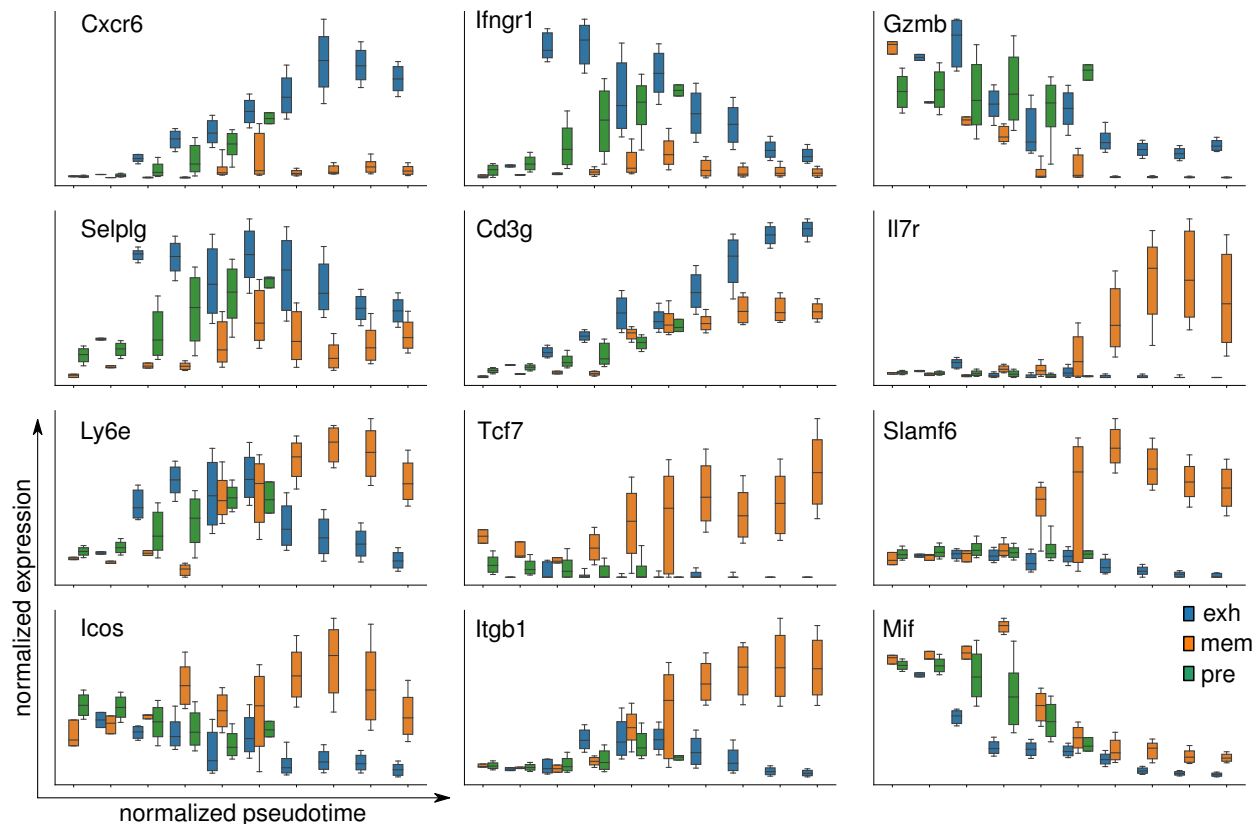 Cxcr6
Ifngr1
Gzmb
Selplg
Cd3g
Il7r
Ly6e
Tcf7
Slamf6
Icos
Itgb1
Mif
exh
mem
pre
normalized expression
normalized pseudotime